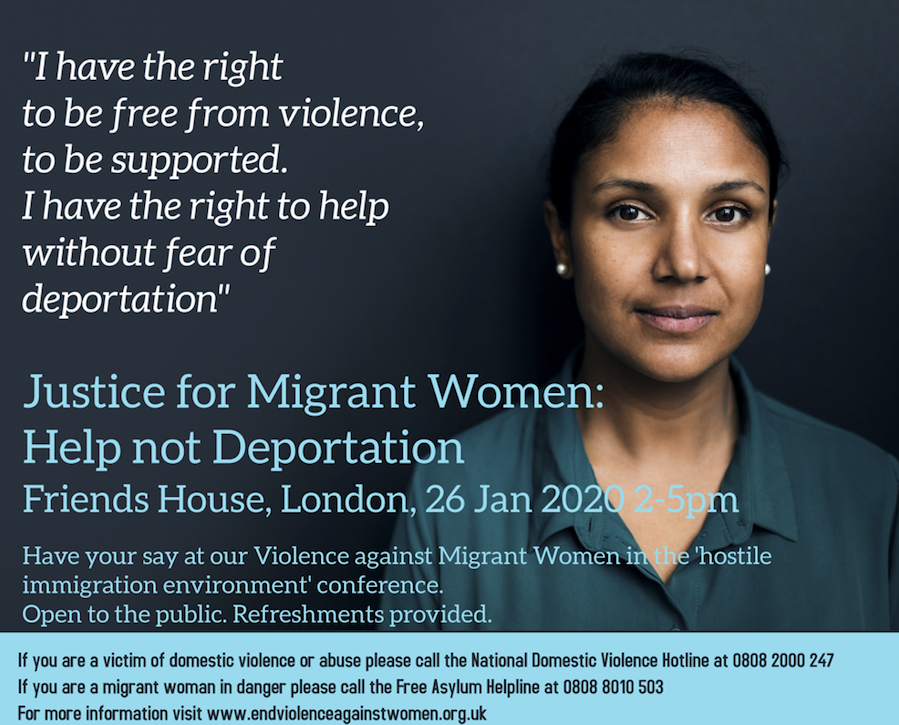 "I have the right
to be free from violence,
to be supported.
I have the right to help
without fear of
deportation"
Justice for Migrant Women:
Help not Deportation
Friends House, London, 26 Jan 2020 2-5pm
Have your say at our Violence against Migrant Women in the 'hostile
immigration environment' conference.
Open to the public. Refreshments provided.
If you are a victim of domestic violence or abuse please call the National Domestic Violence Hotline at 0808 2000 247
If you are a migrant woman in danger please call the Free Asylum Helpline at 0808 8010 503
For more information visit www.endviolenceagainstwomen.org.uk